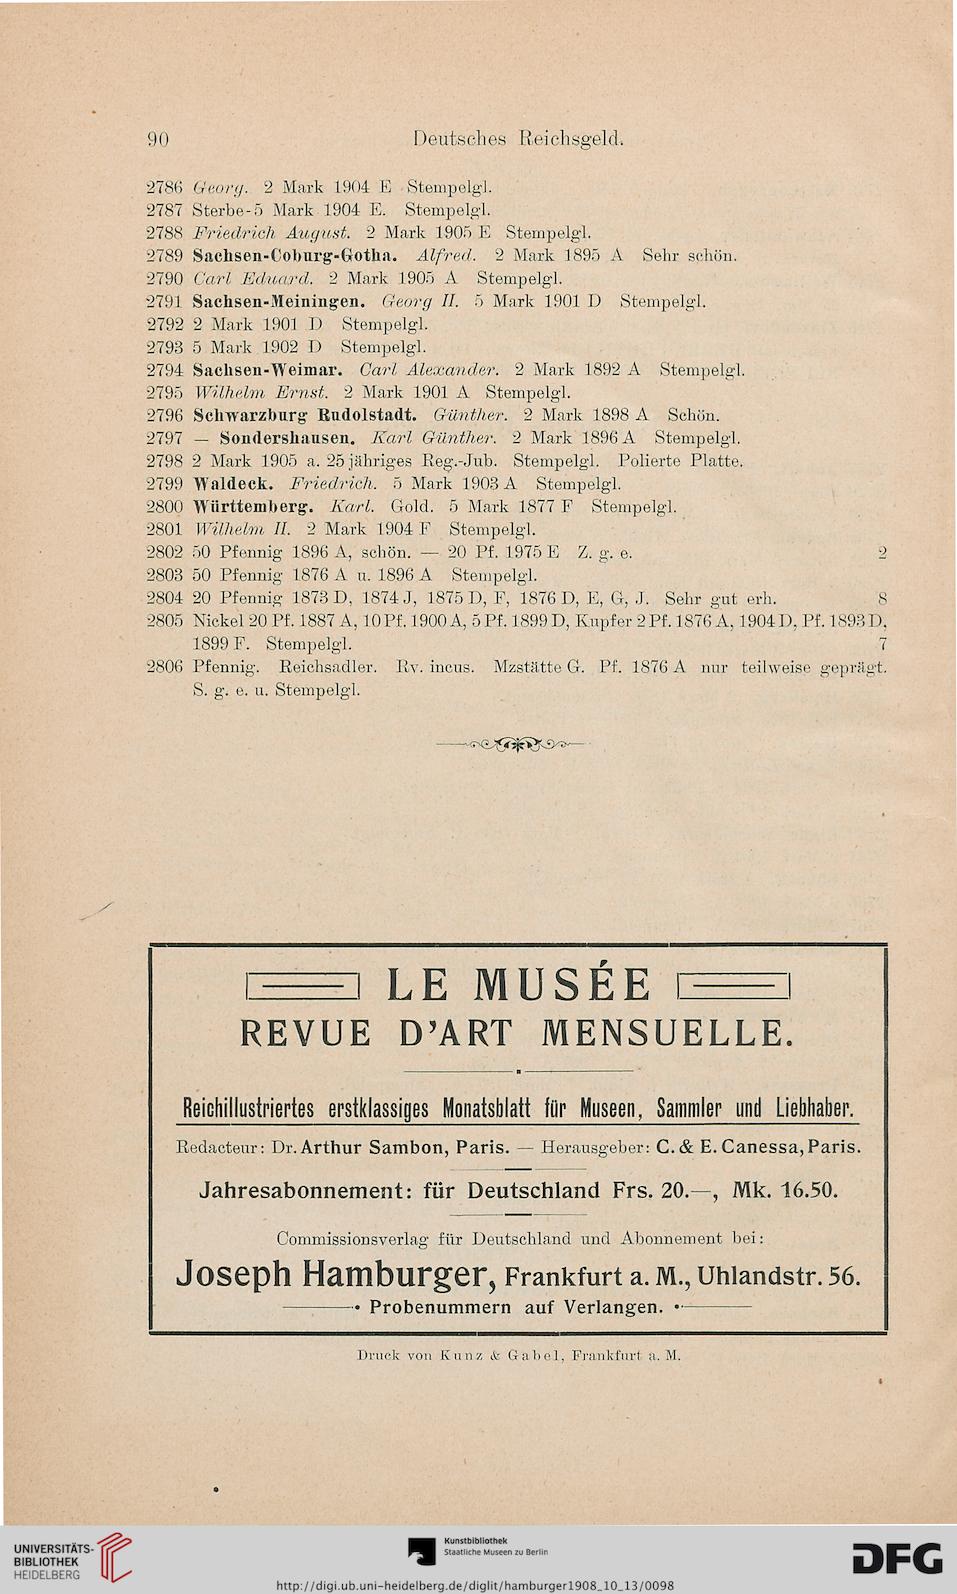 90 Deutsches Reichsgeld.
2786 Georg. 2 Mark 1904 E Stempelgl.
2787 Sterbe-5 Mark 1904 E. Stempelgl.
2788 Friedrich August. 2 Mark 1905 E Stempelgl.
2789 Sachsen-Coburg-Gotha. Alfred. 2 Mark 1895 A Sehr schön.
2790 Carl Eduard. 2 Mark 1905 A Stempelgl.
2791 Sachsen-Meiningen. Georg II. 5 Mark 1901 D Stempelgl.
2792 2 Mark 1901 D Stempelgl.
2793 5 Mark 1902 D Stempelgl.
2794 Sachsen-Weimar. Carl Alexander. 2 Mark 1892 A Stempelgl.
2795 Wilhelm Ernst. 2 Mark 1901 A Stempelgl.
2796 Schwarzburg Rudolstadt. Günther. 2 Mark 1898 A Schön.
2797 — Sondershausen. Karl Günther. 2 Mark 1896 A Stempelgl.
2798 2 Mark 1905 a. 25 jähriges Reg.-Jub. Stempelgl. Polierte Platte.
2799 Waldeck. Friedrich. 5 Mark 1903 A Stempelgl.
2800 Württemberg. Karl. Gold. 5 Mark 1877 F Stempelgl.
2801 Wilhelm II. 2 Mark 1904 F Stempelgl.
2802 50 Pfennig 1896 A, schön. — 20 Pf. 1975 E Z. g. e. 2
2803 50 Pfennig 1876 A u. 1896 A Stempelgl.
2804 20 Pfennig 1873 D, 1874 J, 1875 D, F, 1876 D, E, G, J. Sehr gut erh. 8
2805 Nickel 20 Pf. 1887 A, 10 Pf. 1900 A, 5 Pf. 1899 D, Kupfer 2 Pf. 1876 A, 1904 D, Pf. 1893 D,
1899 F. Stempelgl. 7
2806 Pfennig. Reichsadler. Rv. incus. Mzstätte G. Pf. 1876 A nur teilweise geprägt.
S. g. e. u. Stempelgl.
LE MUSÉE
REVUE D'ART MENSUELLE.
Reichillustriertes erstklassiges Monatsblatt für Museen, Sammler und Liebhaber.
Redacteur: Dr. Arthur Sambon, Paris. — Herausgeber: C. & E. Canessa, Paris.
Jahresabonnement: für Deutschland Frs. 20.—, Mk. 16.50.
Commissionsverlag für Deutschland und Abonnement bei:
Joseph Hamburger, Frankfurt a. M., Uhlandstr. 56.
• Probenummern auf Verlangen. •
Druck von Kunz & Gabel, Frankfurt a. M.
UNIVERSITÄTS-
BIBLIOTHEK
HEIDELBERG
Kunstbibliothek
Staatliche Museen zu Berlin
DFG
http://digi.ub.uni-heidelberg.de/diglit/hamburger1908_10_13/0098